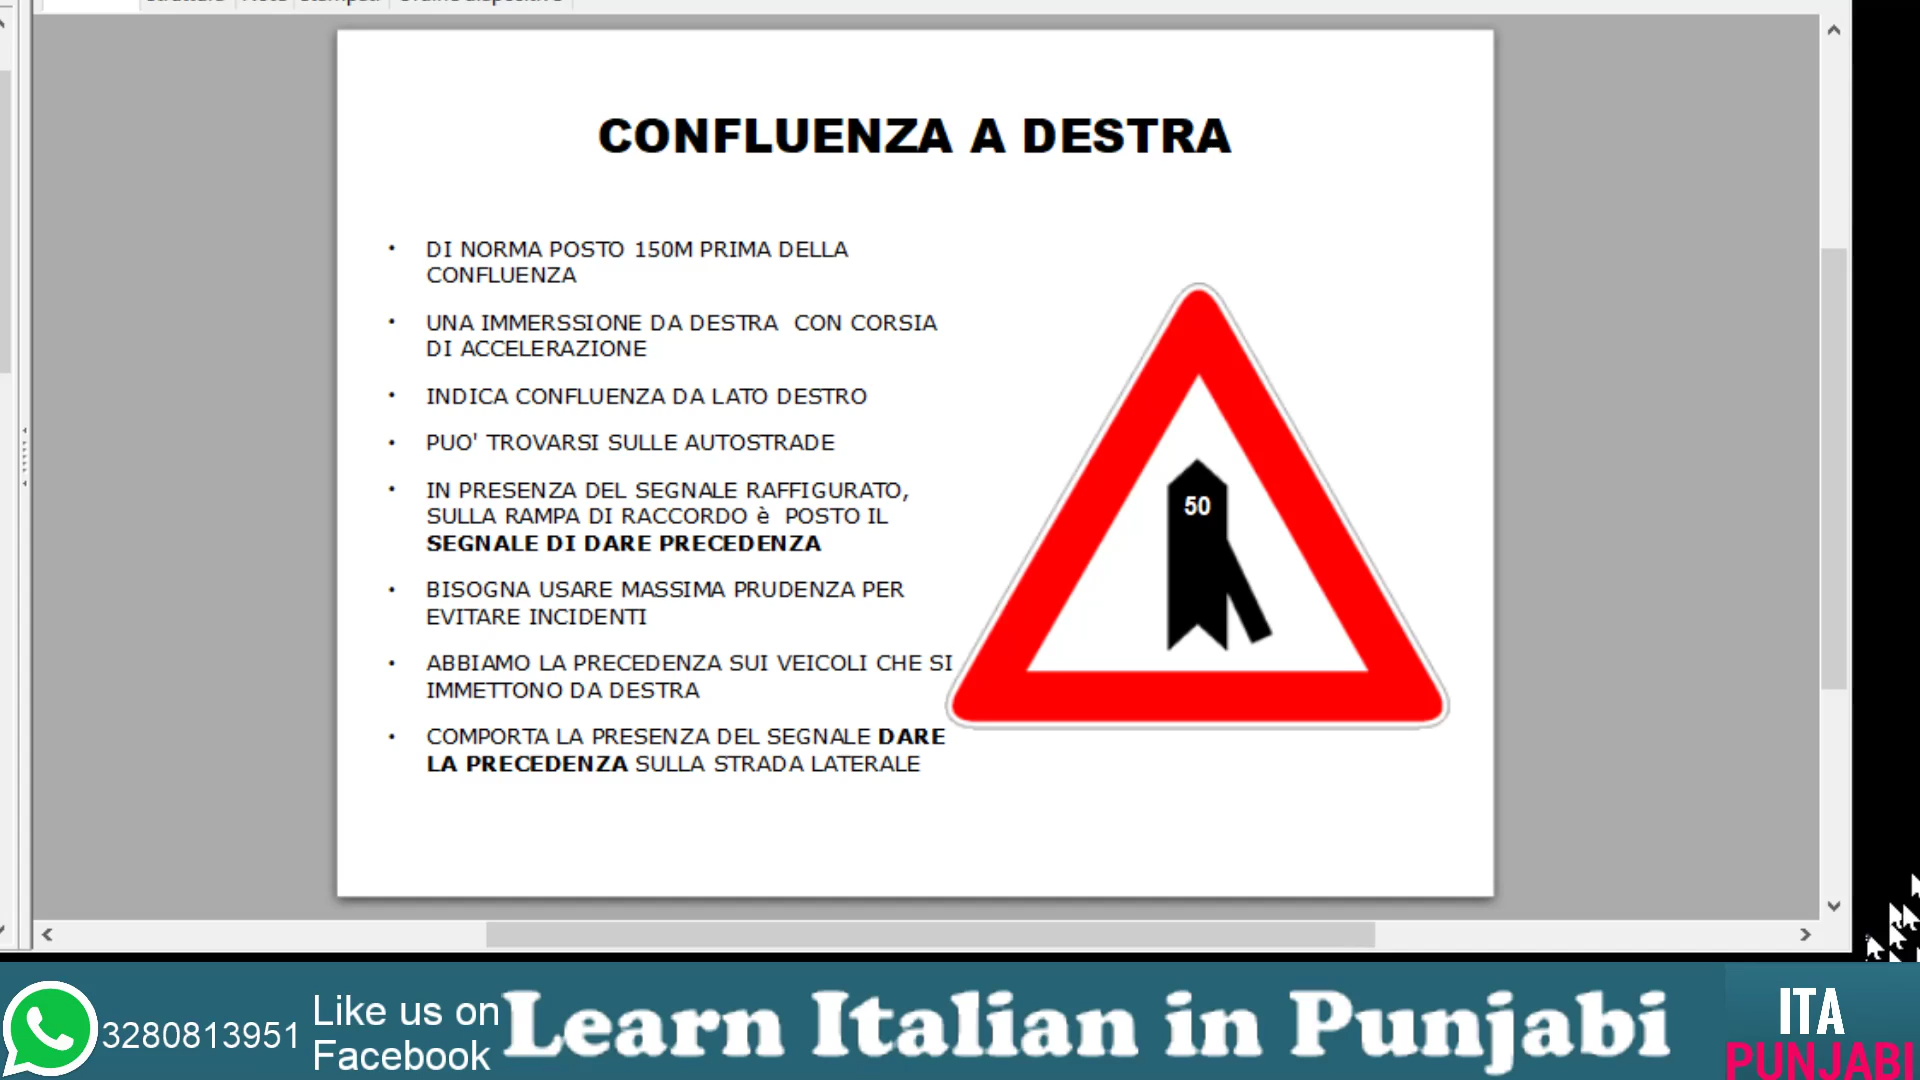 CONFLUENZA A DESTRA
• DI NORMA POSTO 150M PRIMA DELLA
CONFLUENZA
• UNA IMMERSSIONE DA DESTRA CON CORSIA
DI ACCELERAZIONE
• INDICA CONFLUENZA DA LATO DESTRO
• PUO' TROVARSI SULLE AUTOSTRADE
• IN PRESENZA DEL SEGNALE RAFFIGURATO,
SULLA RAMPA DI RACCORDO è POSTO IL
SEGNALE DI DARE PRECEDENZA
• BISOGNA USARE MASSIMA PRUDENZA PER
EVITARE INCIDENTI
• ABBIAMO LA PRECEDENZA SUI VEICOLI CHE SI
IMMETTONO DA DESTRA
• COMPORTA LA PRESENZA DEL SEGNALE DARE
LA PRECEDENZA SULLA STRADA LATERALE
50
3280813951
Like us on
Facebook
Learn Italian in Punjabi
ITA
PUNJABI